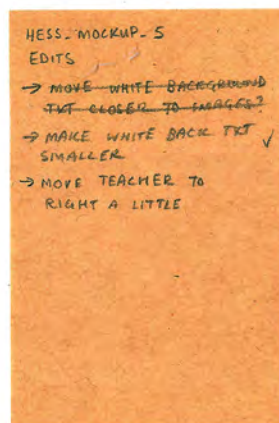 HESS_MOCKUP_5
EDITS
→ MOVE WHITE BACKGROUND
TXT CLOSER TO IMAGES?
→ MAKE WHITE BACK TXT
SMALLER ✓
→ MOVE TEACHER TO
RIGHT A LITTLE